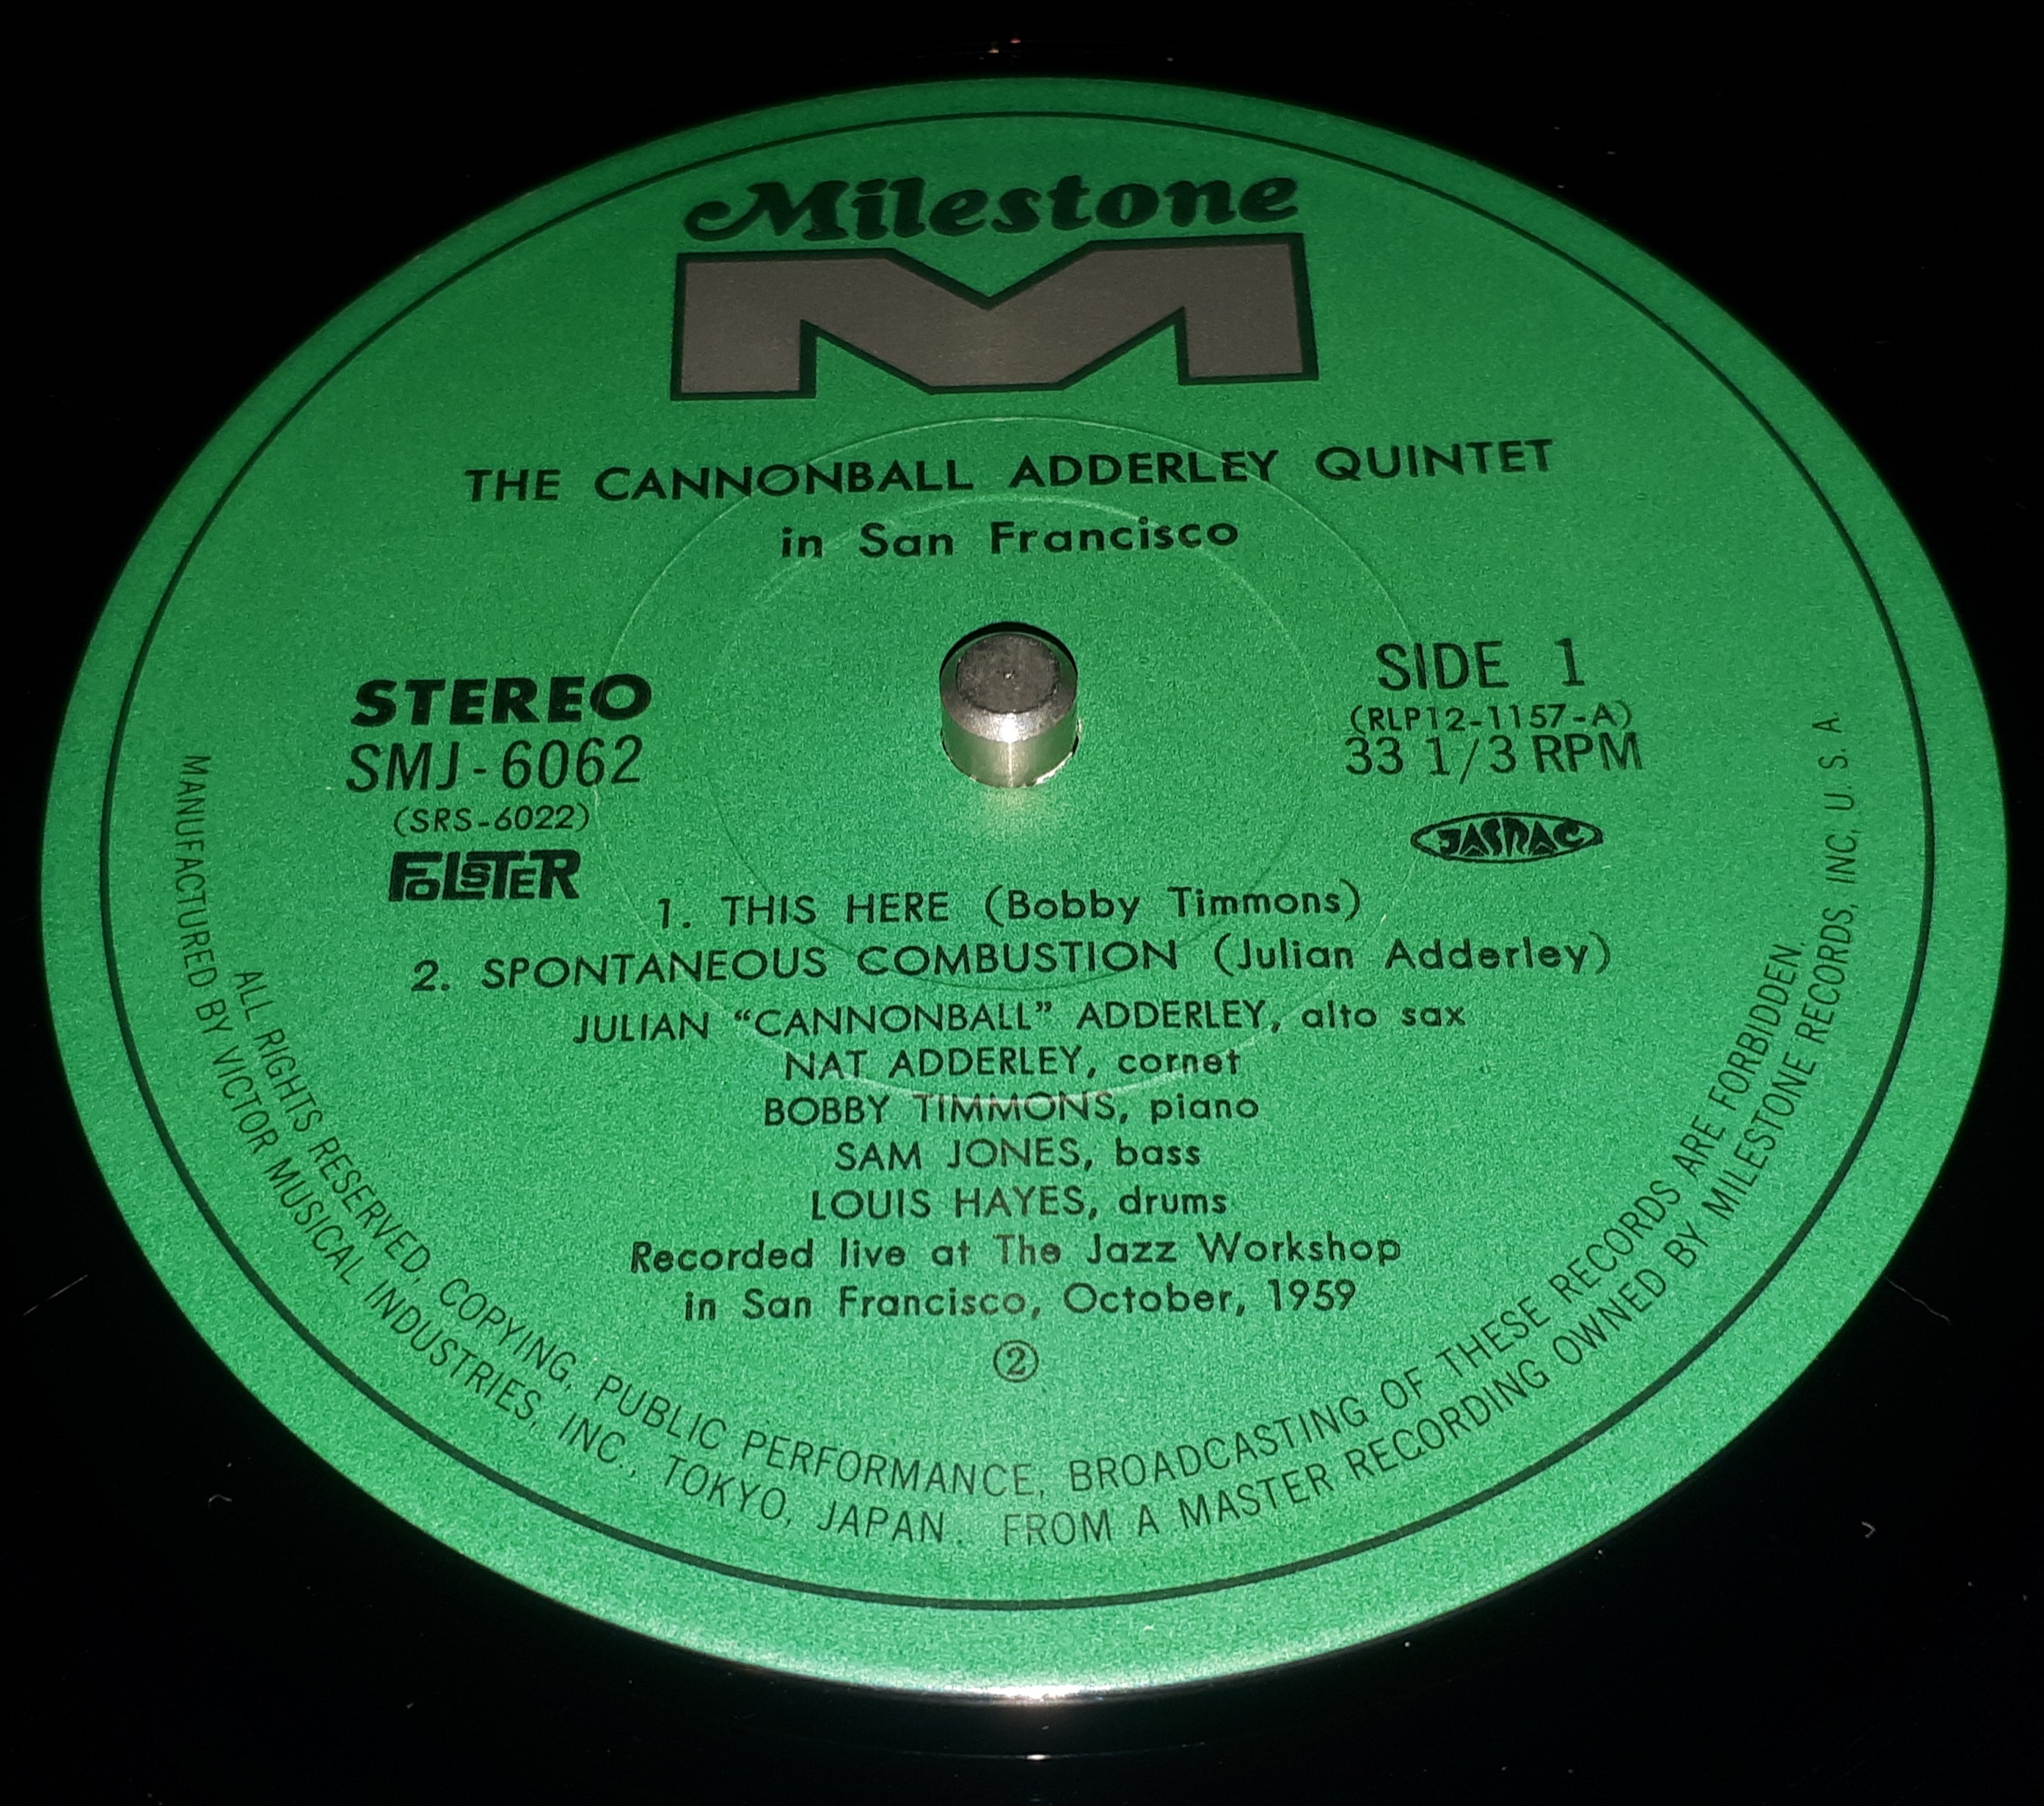 Milestone
THE CANNONBALL ADDERLEY QUINTET
in San Francisco
STEREO
SMJ-6062
(SRS-6022)
FOLSTER
SIDE 1
(RLP12-1157-A)
33 1/3 RPM
JASRAC
1. THIS HERE (Bobby Timmons)
2. SPONTANEOUS COMBUSTION (Julian Adderley)
JULIAN “CANNONBALL” ADDERLEY, alto sax
NAT ADDERLEY, cornet
BOBBY TIMMONS, piano
SAM JONES, bass
LOUIS HAYES, drums
Recorded live at The Jazz Workshop
in San Francisco, October, 1959
②
ALL RIGHTS RESERVED, COPYING, PUBLIC PERFORMANCE, BROADCASTING OF THESE RECORDS ARE FORBIDDEN.
MANUFACTURED BY VICTOR MUSICAL INDUSTRIES, INC., TOKYO, JAPAN. FROM A MASTER RECORDING OWNED BY MILESTONE RECORDS, INC, U. S. A.